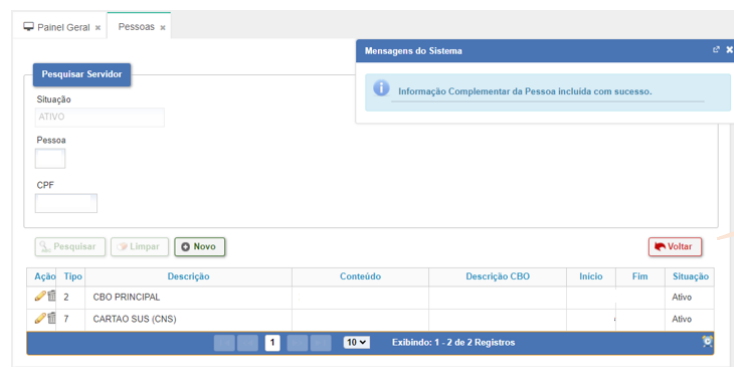 Painel Geral × Pessoas ×
Mensagens do Sistema
Informação Complementar da Pessoa incluída com sucesso.
Pesquisar Servidor
Situação
ATIVO
Pessoa
CPF
Pesquisar Limpar Novo Voltar
Ação Tipo Descrição Conteúdo Descrição CBO Início Fim Situação
2 CBO PRINCIPAL Ativo
7 CARTAO SUS (CNS) Ativo
1 10 Exibindo: 1 - 2 de 2 Registros